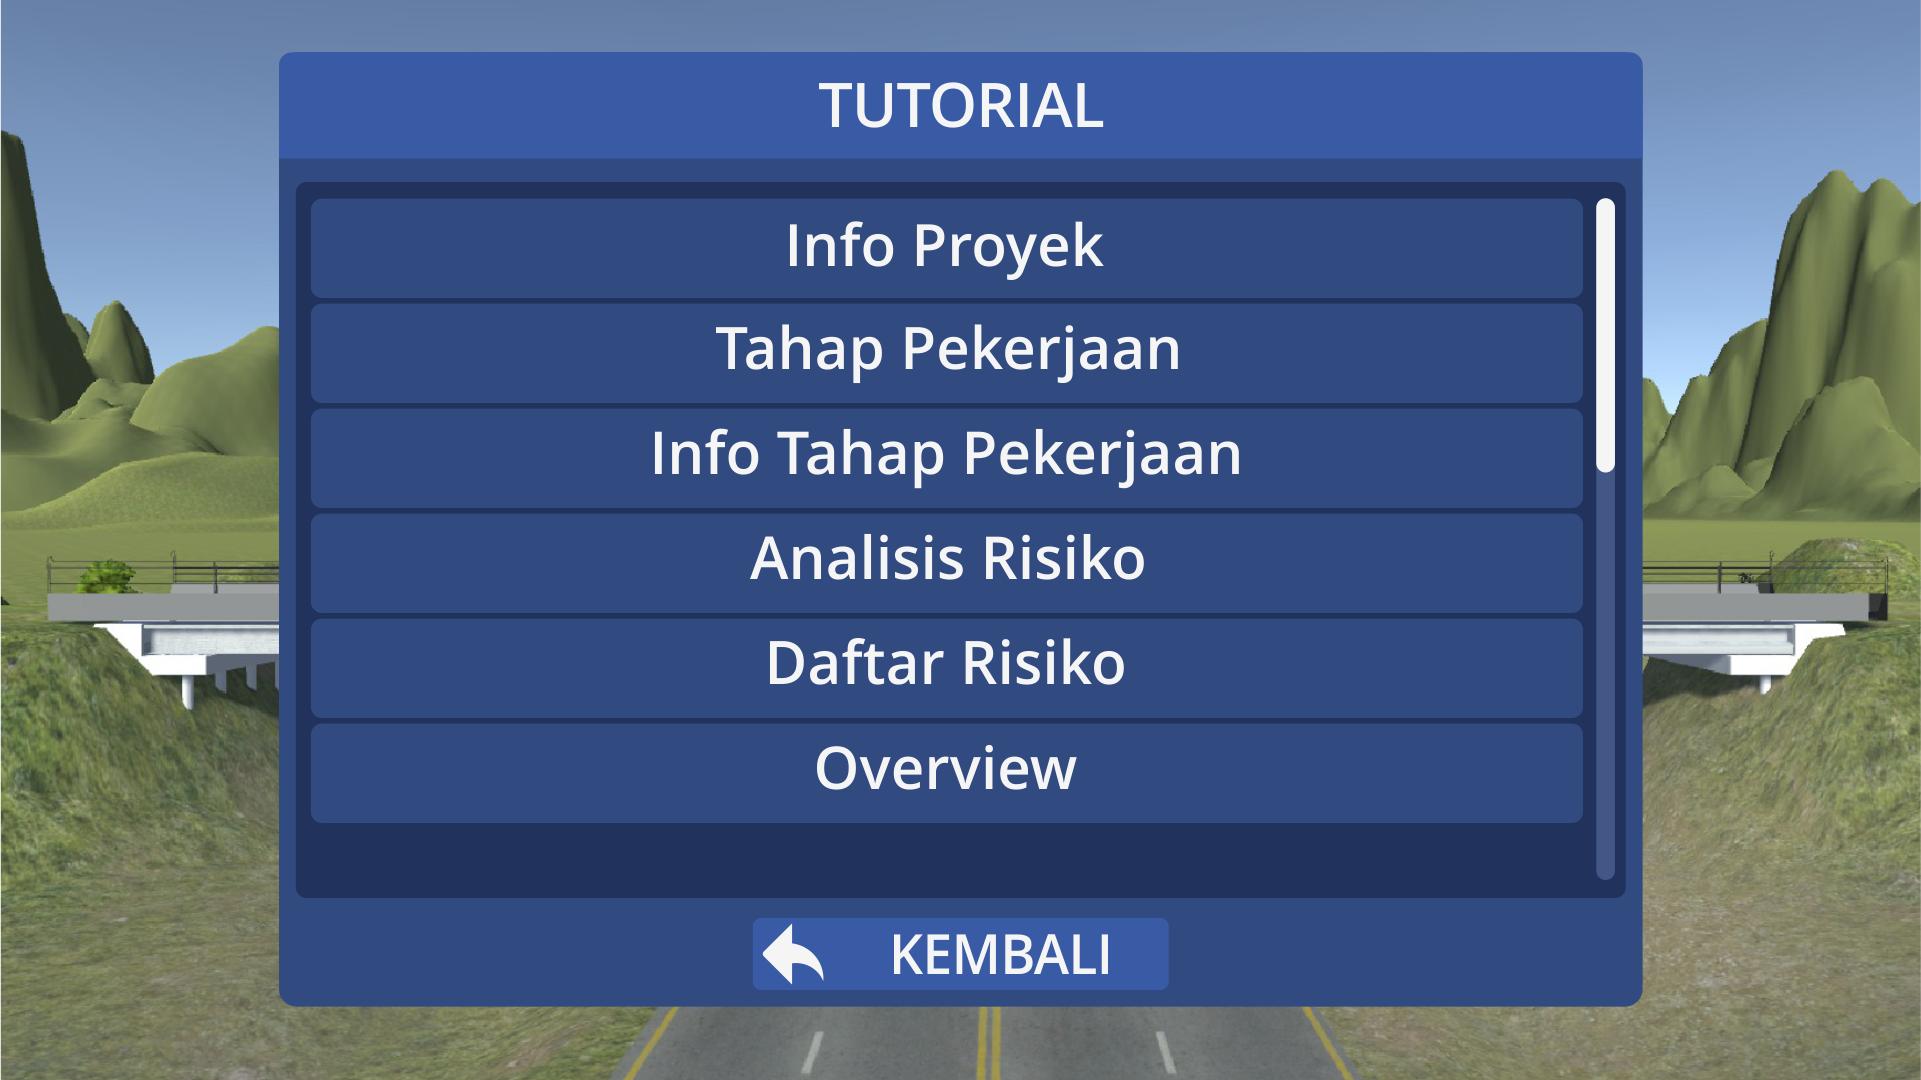 TUTORIAL
Info Proyek
Tahap Pekerjaan
Info Tahap Pekerjaan
Analisis Risiko
Daftar Risiko
Overview
KEMBALI